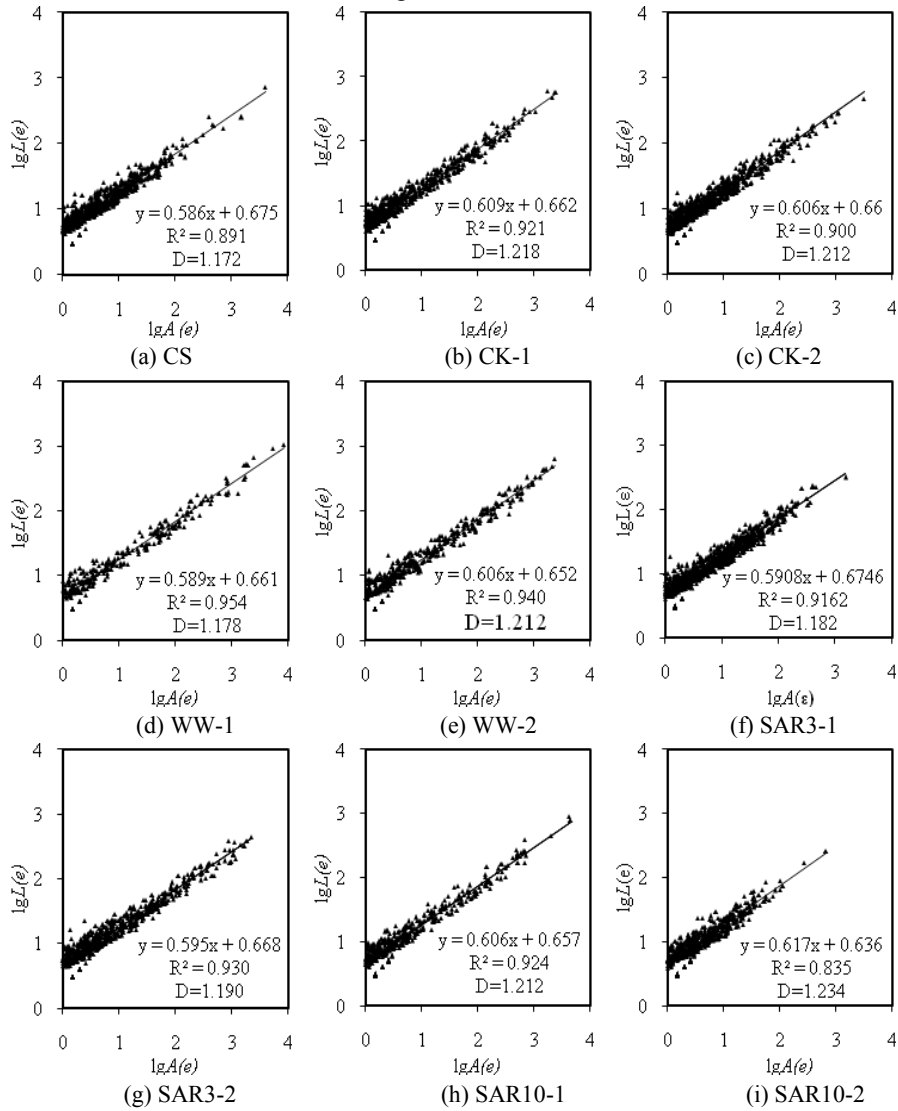 4
3
2
1
0
lgL(e)
y = 0.586x + 0.675
R² = 0.891
D=1.172
0 1 2 3 4
lgA(e)
(a) CS
4
3
2
1
0
lgL(e)
y = 0.609x + 0.662
R² = 0.921
D=1.218
0 1 2 3 4
lgA(e)
(b) CK-1
4
3
2
1
0
lgL(e)
y = 0.606x + 0.66
R² = 0.900
D=1.212
0 1 2 3 4
lgA(e)
(c) CK-2
4
3
2
1
0
lgL(e)
y = 0.589x + 0.661
R² = 0.954
D=1.178
0 1 2 3 4
lgA(e)
(d) WW-1
4
3
2
1
0
lgL(e)
y = 0.606x + 0.652
R² = 0.940
D=1.212
0 1 2 3 4
lgA(e)
(e) WW-2
4
3
2
1
0
lgL(ε)
y = 0.5908x + 0.6746
R² = 0.9162
D=1.182
0 1 2 3 4
lgA(ε)
(f) SAR3-1
4
3
2
1
0
lgL(e)
y = 0.595x + 0.668
R² = 0.930
D=1.190
0 1 2 3 4
lgA(e)
(g) SAR3-2
4
3
2
1
0
lgL(e)
y = 0.606x + 0.657
R² = 0.924
D=1.212
0 1 2 3 4
lgA(e)
(h) SAR10-1
4
3
2
1
0
lgL(e)
y = 0.617x + 0.636
R² = 0.835
D=1.234
0 1 2 3 4
lgA(e)
(i) SAR10-2